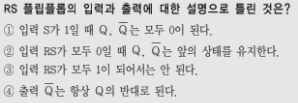 RS 플립플롭의 입력과 출력에 대한 설명으로 틀린 것은?
① 입력 S가 1일 때 Q, Q̅는 모두 0이 된다.
② 입력 RS가 모두 0일 때 Q, Q̅는 앞의 상태를 유지한다.
③ 입력 RS가 모두 1이 되어서는 안 된다.
④ 출력 Q̅는 항상 Q의 반대로 된다.